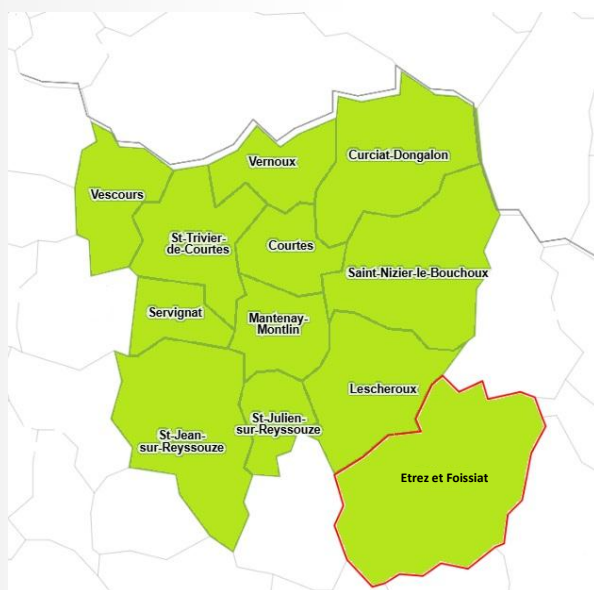 Curciat-Dongalon
Vernoux
Vescours
St-Trivier-
de-Courtes
Courtes
Saint-Nizier-le-Bouchoux
Servignat
Mantenay-
Montlin
Lescheroux
St-Julien-
sur-Reyssouze
St-Jean-
sur-Reyssouze
Etrez et Foissiat